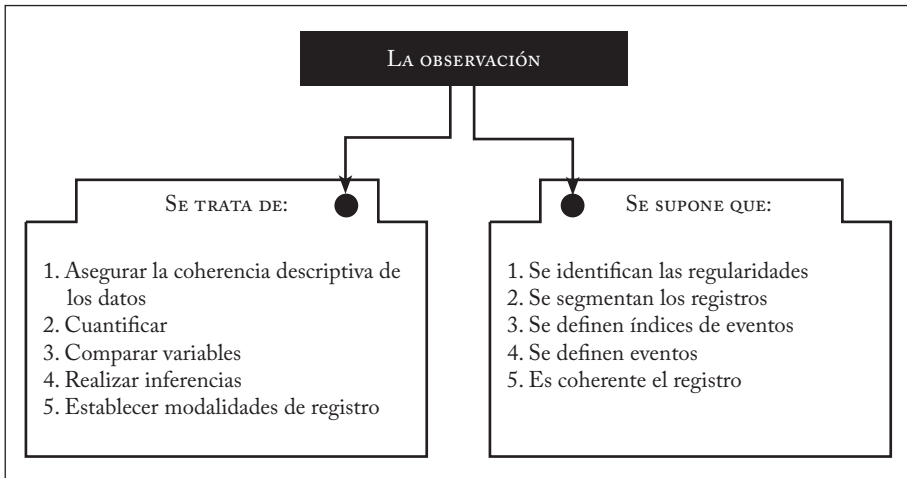 La observación
Se trata de:
1. Asegurar la coherencia descriptiva de
los datos
2. Cuantificar
3. Comparar variables
4. Realizar inferencias
5. Establecer modalidades de registro
Se supone que:
1. Se identifican las regularidades
2. Se segmentan los registros
3. Se definen índices de eventos
4. Se definen eventos
5. Es coherente el registro